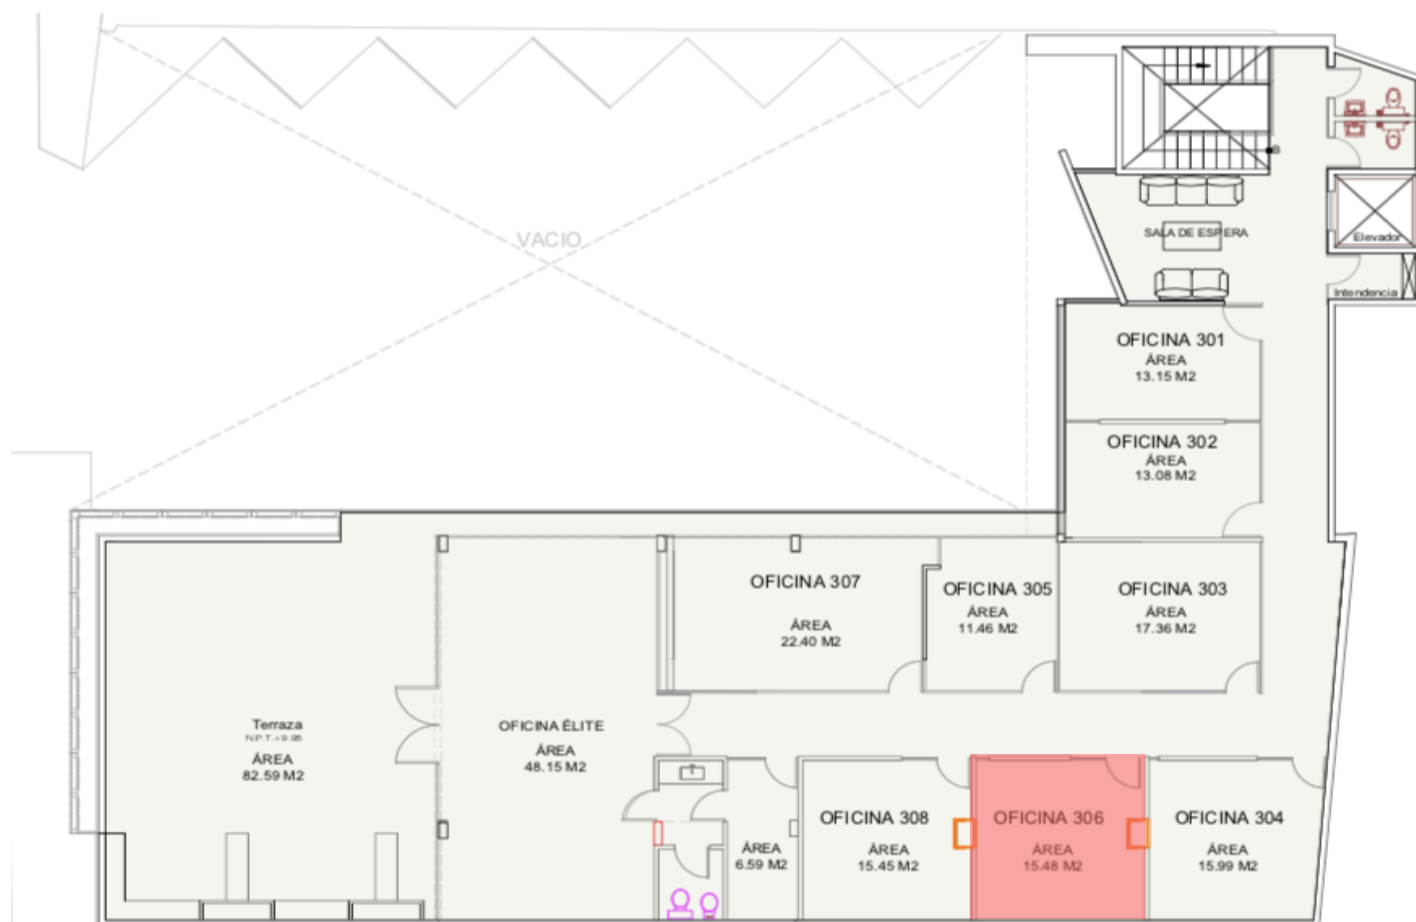 B
VACIO
SALA DE ESPERA
Elevador
Intendencia
OFICINA 301
ÁREA
13.15 M2
OFICINA 302
ÁREA
13.08 M2
OFICINA 307
ÁREA
22.40 M2
OFICINA 305
ÁREA
11.46 M2
OFICINA 303
ÁREA
17.36 M2
Terraza
N.P.T.+9.95
ÁREA
82.59 M2
OFICINA ÉLITE
ÁREA
48.15 M2
ÁREA
6.59 M2
OFICINA 308
ÁREA
15.45 M2
OFICINA 306
ÁREA
15.48 M2
OFICINA 304
ÁREA
15.99 M2